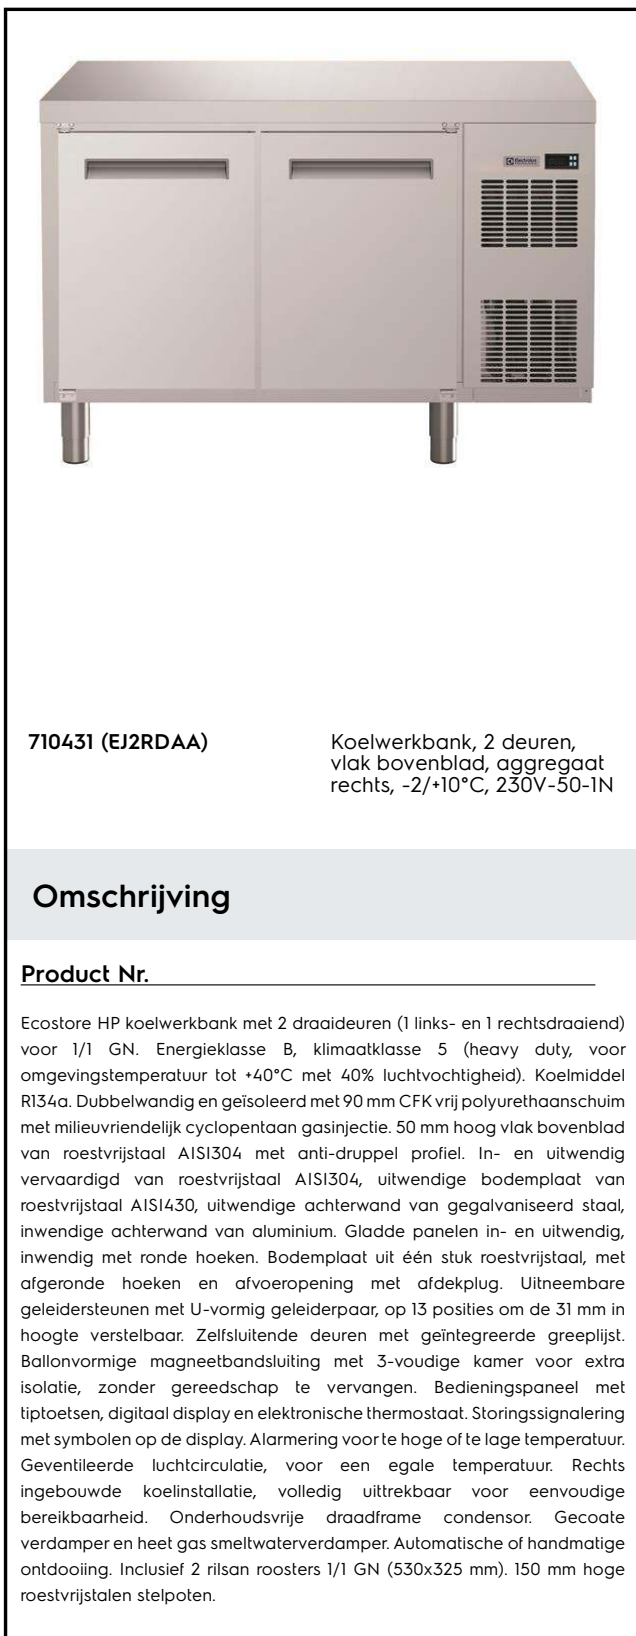 Electrolux
710431 (EJ2RDAA)
Koelwerkbank, 2 deuren,
vlak bovenblad, aggregaat
rechts, -2/+10°C, 230V-50-1N
Omschrijving
Product Nr.
Ecostore HP koelwerkbank met 2 draaideuren (1 links- en 1 rechtsdraaiend)
voor 1/1 GN. Energieklasse B, klimaatklasse 5 (heavy duty, voor
omgevingstemperatuur tot +40°C met 40% luchtvochtigheid). Koelmiddel
R134a. Dubbelwandig en geïsoleerd met 90 mm CFK vrij polyurethaanschuim
met milieuvriendelijk cyclopentaan gasinjectie. 50 mm hoog vlak bovenblad
van roestvrijstaal AISI304 met anti-druppel profiel. In- en uitwendig
vervaardigd van roestvrijstaal AISI304, uitwendige bodemplaat van
roestvrijstaal AISI430, uitwendige achterwand van gegalvaniseerd staal,
inwendige achterwand van aluminium. Gladde panelen in- en uitwendig,
inwendig met ronde hoeken. Bodemplaat uit één stuk roestvrijstaal, met
afgeronde hoeken en afvoeropening met afdekplug. Uitneembare
geleidersteunen met U-vormig geleiderpaar, op 13 posities om de 31 mm in
hoogte verstelbaar. Zelfsluitende deuren met geïntegreerde greeplijst.
Ballonvormige magneetbandsluiting met 3-voudige kamer voor extra
isolatie, zonder gereedschap te vervangen. Bedieningspaneel met
tiptoetsen, digitaal display en elektronische thermostaat. Storingssignalering
met symbolen op de display. Alarmering voor te hoge of te lage temperatuur.
Geventileerde luchtcirculatie, voor een egale temperatuur. Rechts
ingebouwde koelinstallatie, volledig uittrekbaar voor eenvoudige
bereikbaarheid. Onderhoudsvrije draadframe condensor. Gecoate
verdamper en heet gas smeltwaterverdamper. Automatische of handmatige
ontdooiing. Inclusief 2 rilsan roosters 1/1 GN (530x325 mm). 150 mm hoge
roestvrijstalen stelpoten.